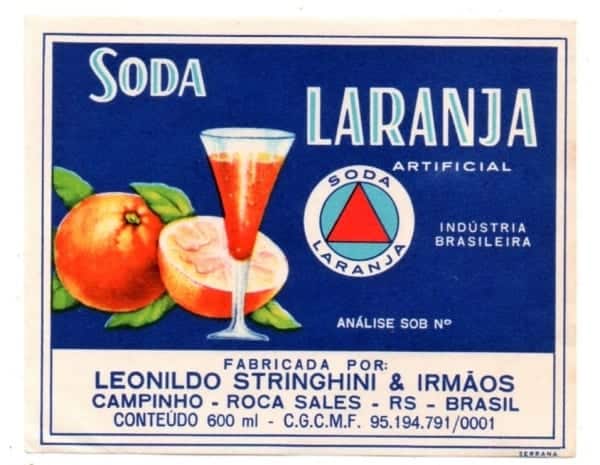 SODA
LARANJA
ARTIFICIAL
SODA
LARANJA
INDÚSTRIA
BRASILEIRA
ANÁLISE SOB Nº
FABRICADA POR:
LEONILDO STRINGHINI & IRMÃOS
CAMPINHO - ROCA SALES - RS - BRASIL
CONTEÚDO 600 ml - C.G.C.M.F. 95.194.791/0001
SERRANA